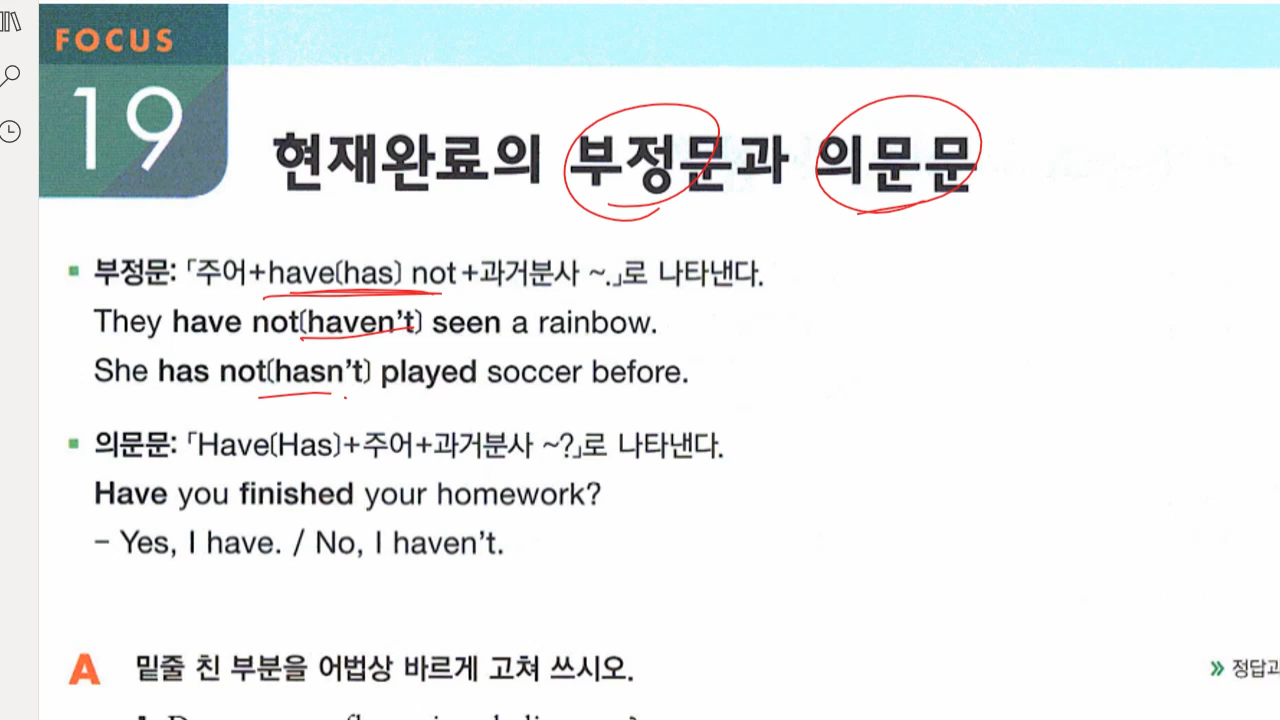 FOCUS
19
현재완료의 부정문과 의문문
▪ 부정문: 「주어+have(has) not+과거분사 ~.」로 나타낸다.
They have not(haven't) seen a rainbow.
She has not(hasn't) played soccer before.
▪ 의문문: 「Have(Has)+주어+과거분사 ~?」로 나타낸다.
Have you finished your homework?
– Yes, I have. / No, I haven't.
A 밑줄 친 부분을 어법상 바르게 고쳐 쓰시오.
» 정답과